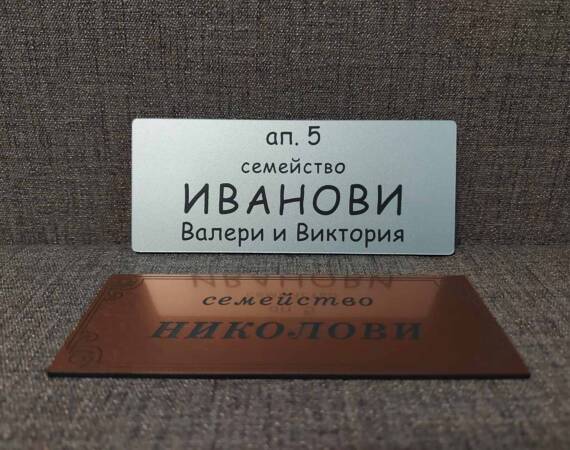 ап. 5
семейство
ИВАНОВИ
Валери и Виктория
семейство
НИКОЛОВИ